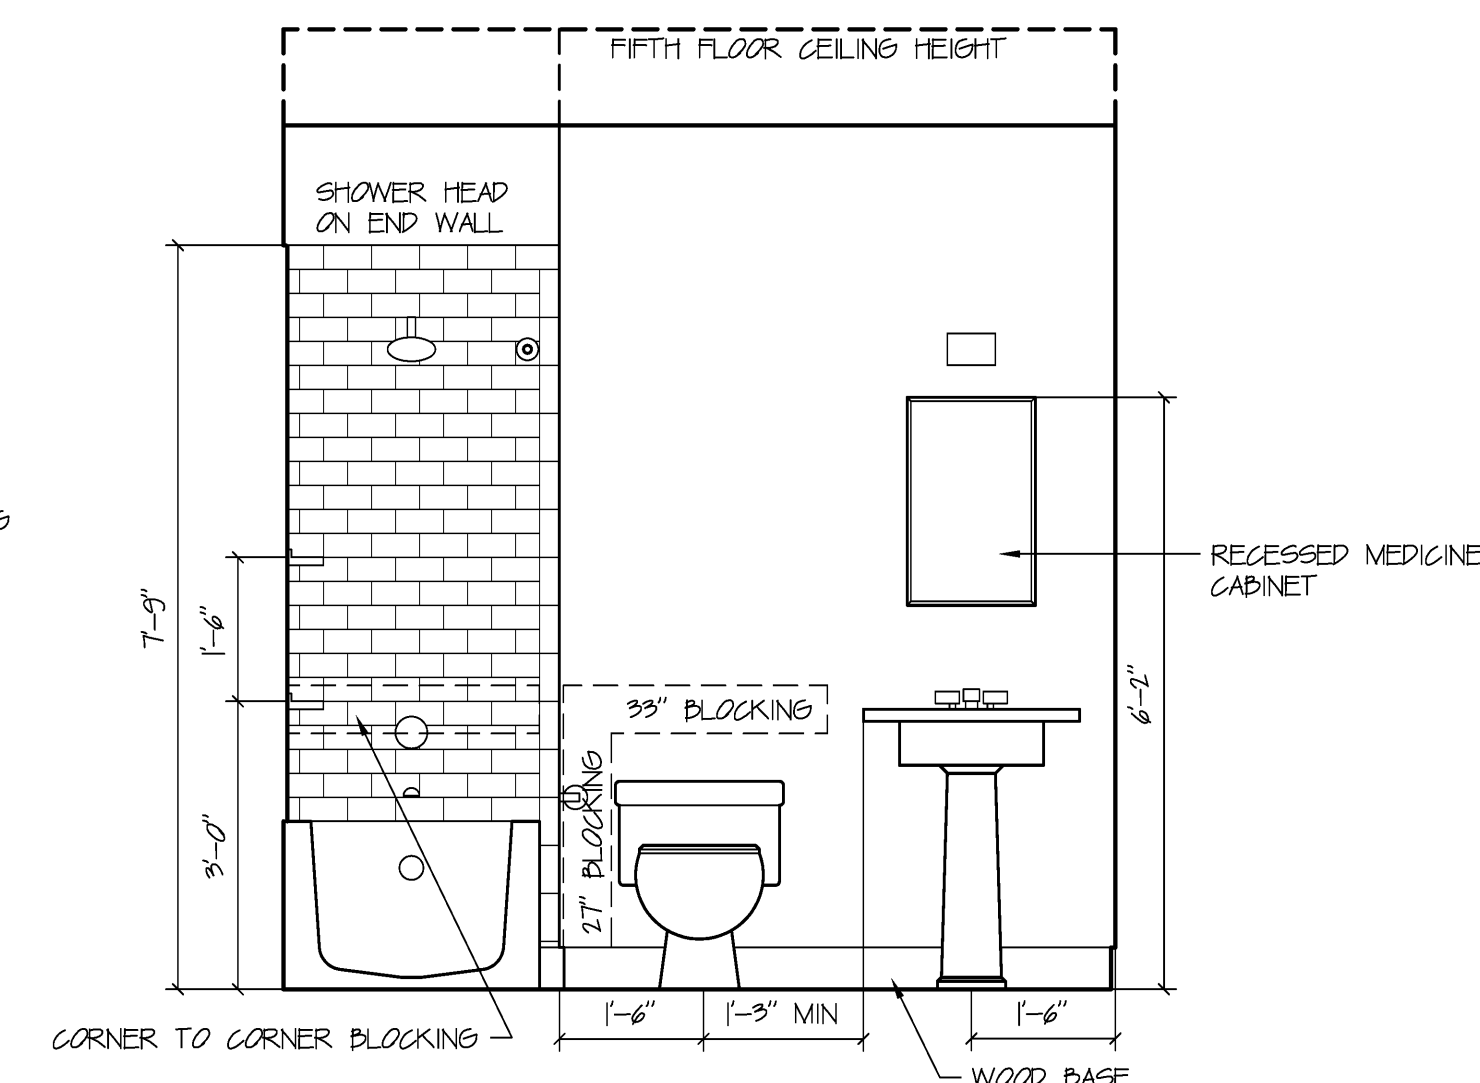 FIFTH FLOOR CEILING HEIGHT
SHOWER HEAD
ON END WALL
RECESSED MEDICINE
CABINET
7'-9"
1'-6"
6'-2"
33" BLOCKING
27" BLOCKING
3'-0"
1'-6"
1'-3" MIN
1'-6"
CORNER TO CORNER BLOCKING
WOOD BASE